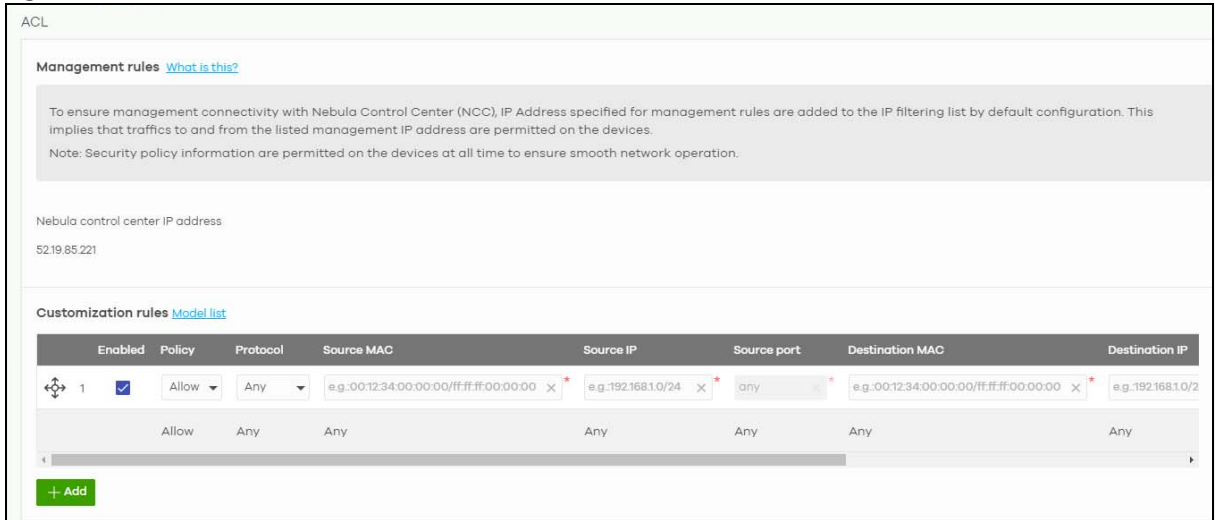 ACL
Management rules What is this?
To ensure management connectivity with Nebula Control Center (NCC), IP Address specified for management rules are added to the IP filtering list by default configuration. This
implies that traffics to and from the listed management IP address are permitted on the devices.
Note: Security policy information are permitted on the devices at all time to ensure smooth network operation.
Nebula control center IP address
52.19.85.221
Customization rules Model list
Enabled Policy Protocol Source MAC Source IP Source port Destination MAC Destination IP
1 Allow Any e.g.:00:12:34:00:00:00/ff:ff:ff:00:00:00 × * e.g.:192.168.1.0/24 × * any × * e.g.:00:12:34:00:00:00/ff:ff:ff:00:00:00 × * e.g.:192.168.1.0/2
Allow Any Any Any Any Any Any
+ Add